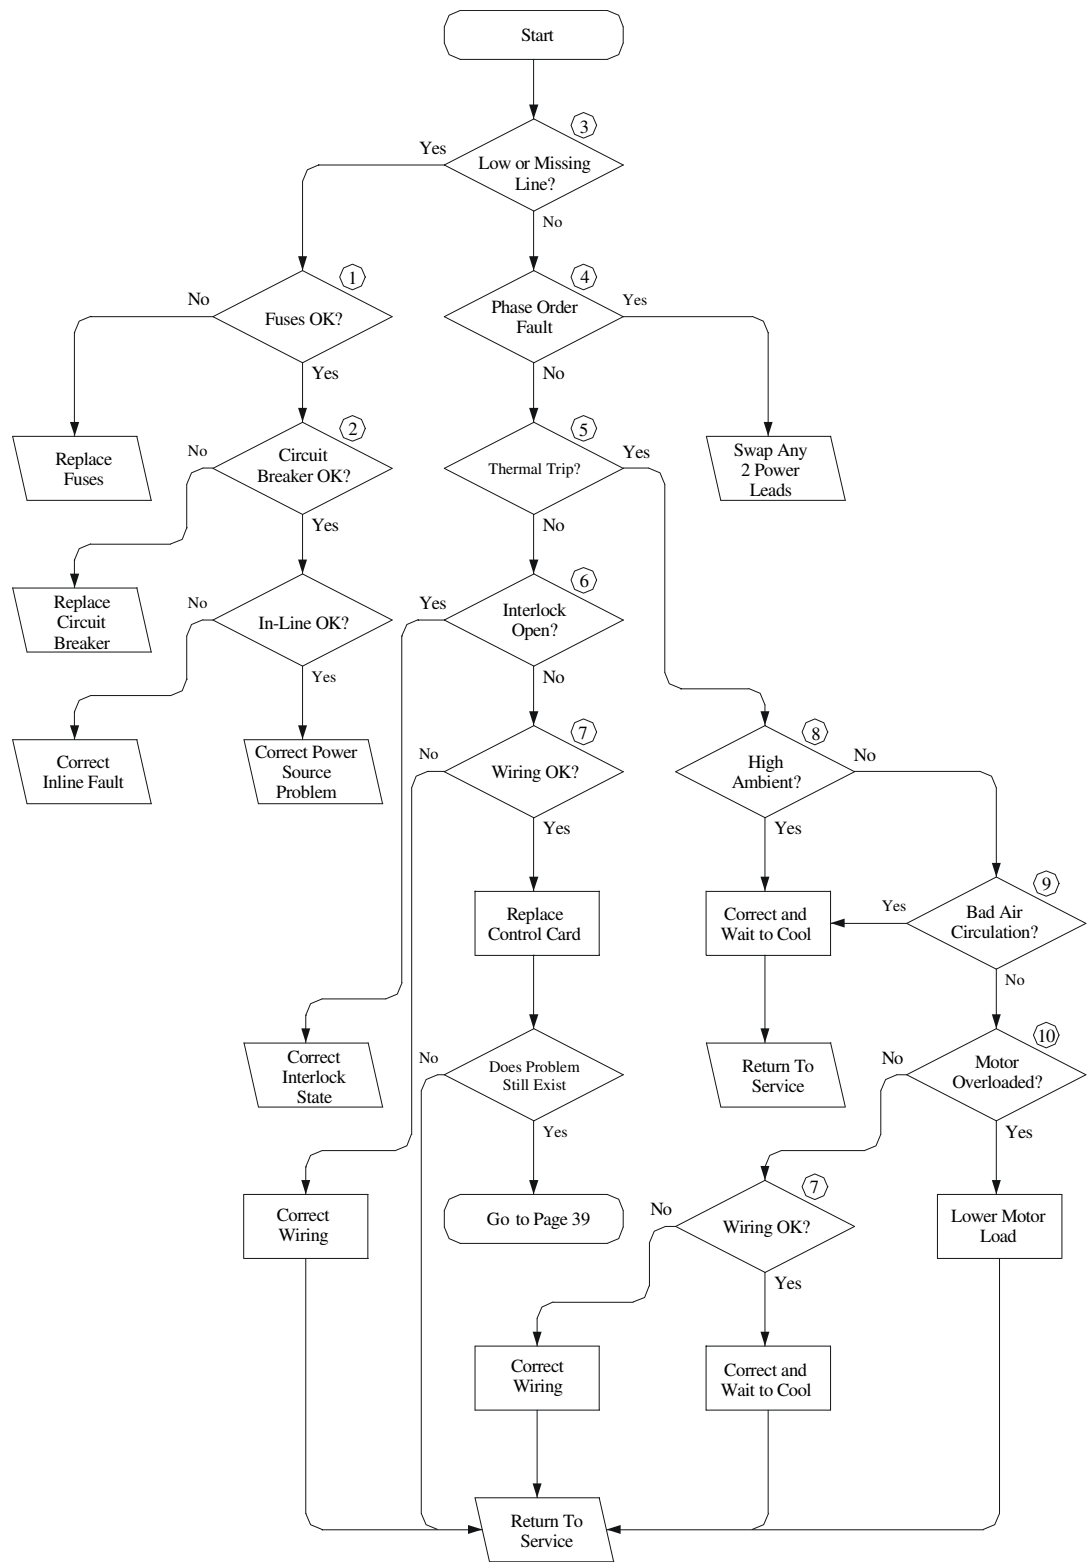 Start
3
Yes
Low or Missing
Line?
No
1
4
No
Fuses OK?
Phase Order
Fault
Yes
Yes
No
2
5
Replace
Fuses
No
Circuit
Breaker OK?
Thermal Trip?
Yes
Swap Any
2 Power
Leads
Yes
No
6
Replace
Circuit
Breaker
No
In-Line OK?
Yes
Interlock
Open?
Yes
No
7
8
Correct
Inline Fault
Correct Power
Source
Problem
No
Wiring OK?
High
Ambient?
No
Yes
Yes
9
Replace
Control Card
Correct and
Wait to Cool
Yes
Bad Air
Circulation?
No
10
Correct
Interlock
State
No
Does Problem
Still Exist
Return To
Service
No
Motor
Overloaded?
Yes
Yes
7
Correct
Wiring
Go to Page 39
No
Wiring OK?
Lower Motor
Load
Yes
Correct
Wiring
Correct and
Wait to Cool
Return To
Service